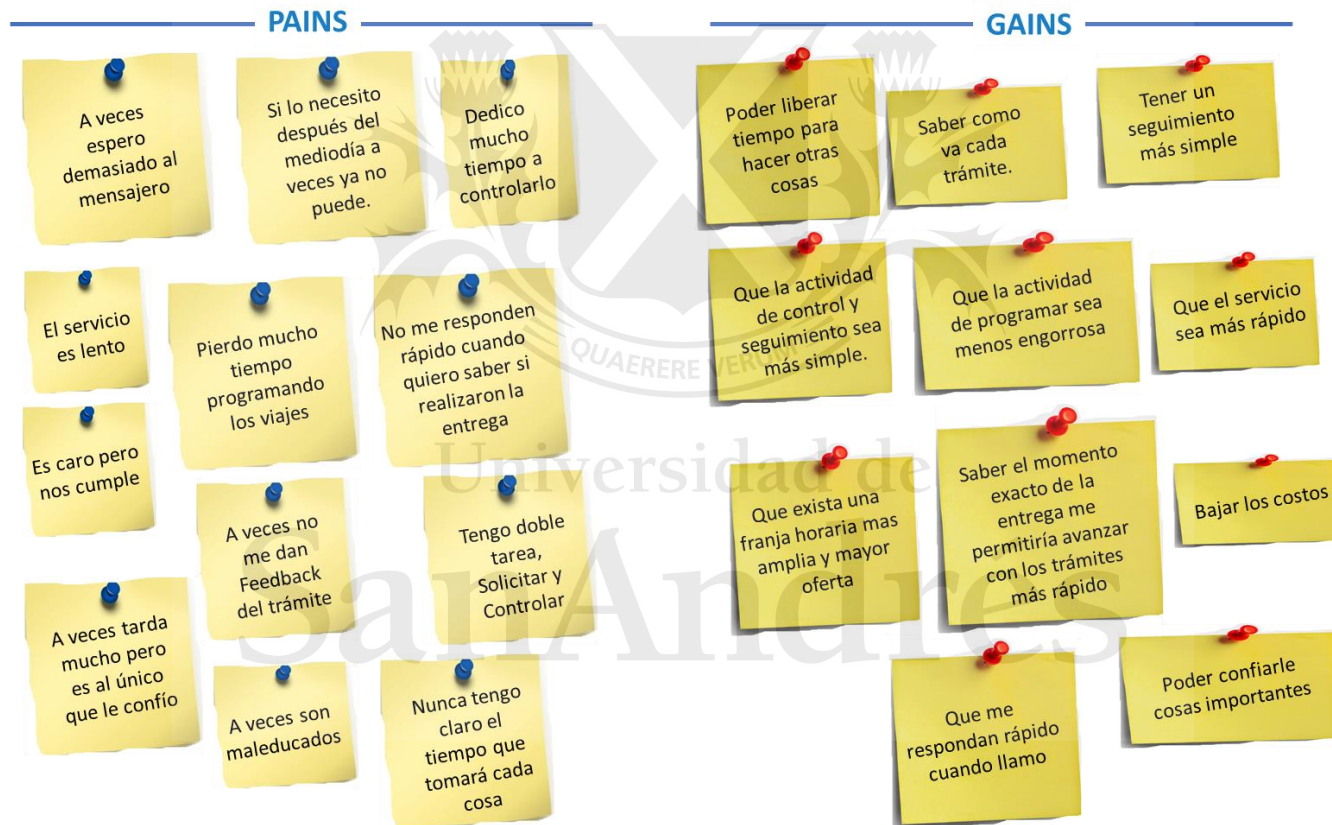 PAINS
A veces
espero
demasiado al
mensajero
Si lo necesito
después del
mediodía a
veces ya no
puede.
Dedico
mucho
tiempo a
controlarlo
El servicio
es lento
Pierdo mucho
tiempo
programando
los viajes
No me responden
rápido cuando
quiero saber si
realizaron la
entrega
Es caro pero
nos cumple
A veces no
me dan
Feedback
del trámite
Tengo doble
tarea,
Solicitar y
Controlar
A veces tarda
mucho pero
es al único
que le confío
A veces son
maleducados
Nunca tengo
claro el
tiempo que
tomará cada
cosa
GAINS
Poder liberar
tiempo para
hacer otras
cosas
Saber como
va cada
trámite.
Tener un
seguimiento
más simple
Que la actividad
de control y
seguimiento sea
más simple.
Que la actividad
de programar sea
menos engorrosa
Que el servicio
sea más rápido
Que exista una
franja horaria mas
amplia y mayor
oferta
Saber el momento
exacto de la
entrega me
permitiría avanzar
con los trámites
más rápido
Bajar los costos
Que me
respondan rápido
cuando llamo
Poder confiarle
cosas importantes
QUAERERE VERUM
Universidad de
SanAndres